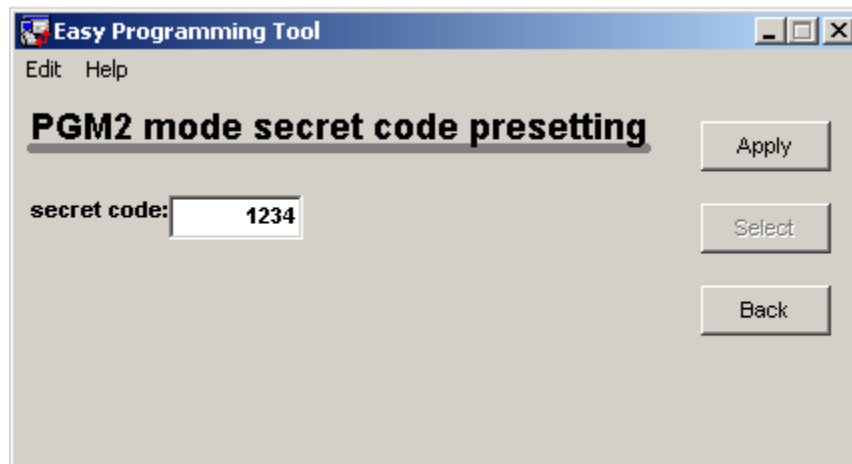 Easy Programming Tool
Edit Help
PGM2 mode secret code presetting
Apply
secret code: 1234
Select
Back